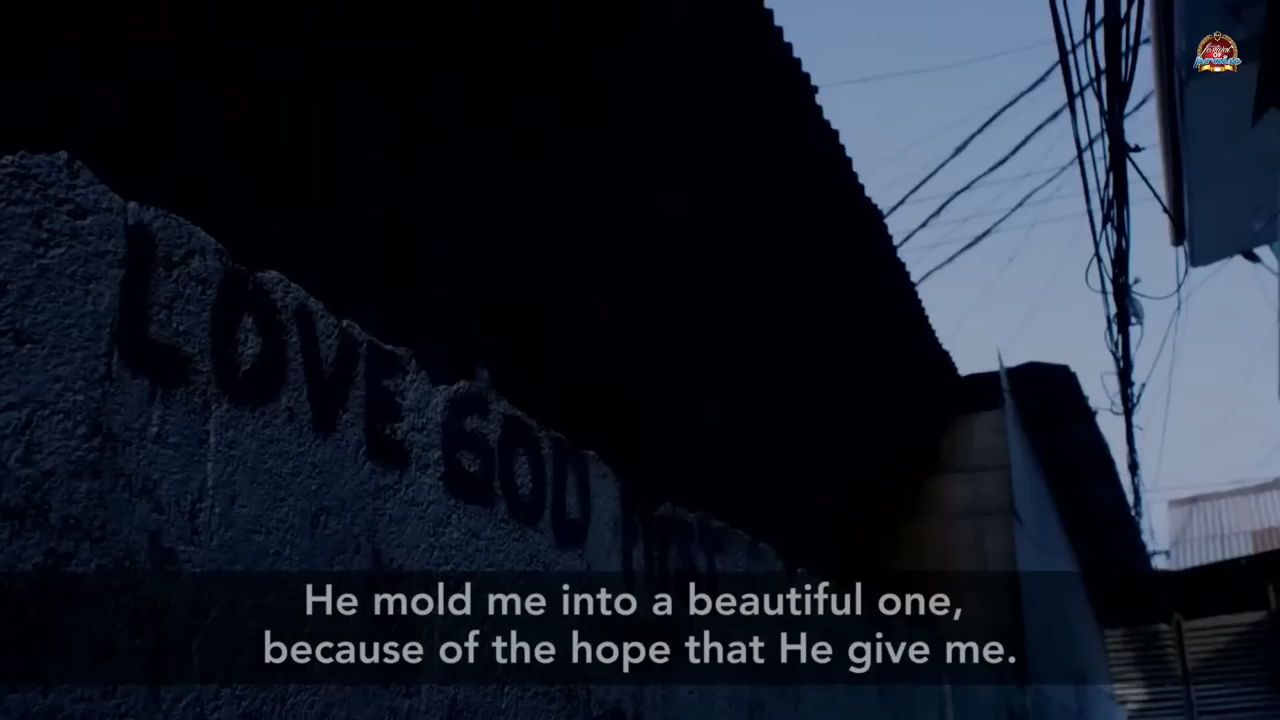 LOVE GOD
He mold me into a beautiful one,
because of the hope that He give me.